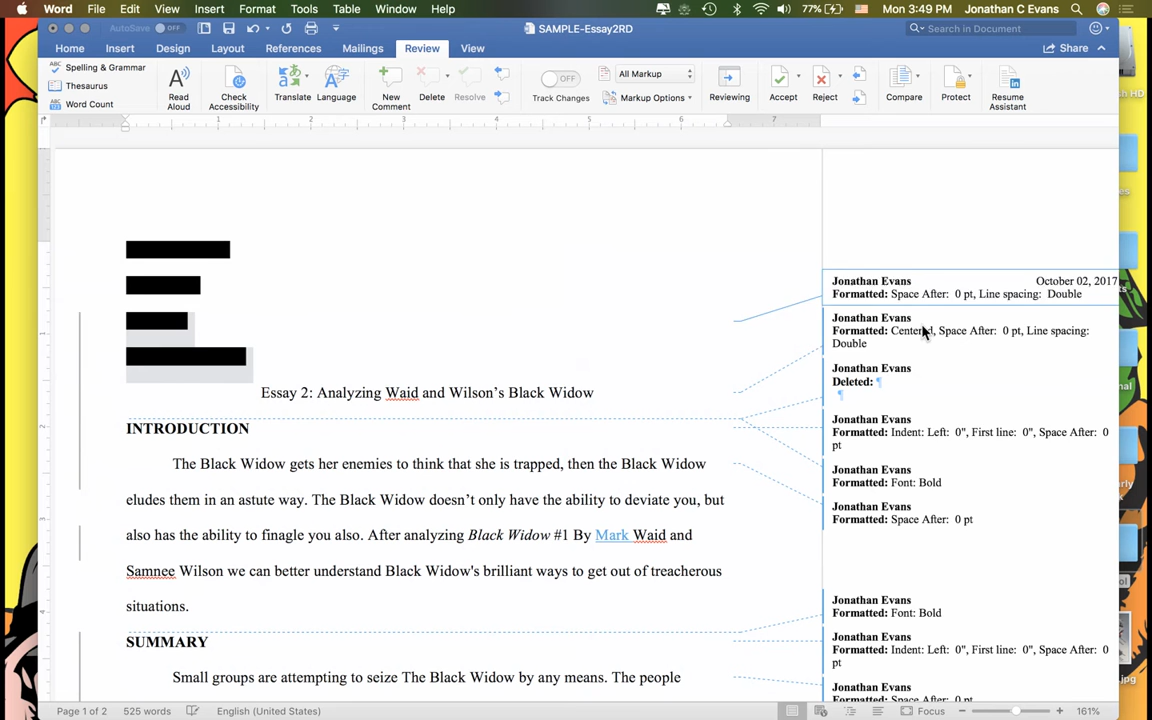 Word File Edit View Insert Format Tools Table Window Help 77% Mon 3:49 PM Jonathan C Evans
AutoSave OFF SAMPLE-Essay2RD Search in Document
Home Insert Design Layout References Mailings Review View Share
Spelling & Grammar
Thesaurus
Word Count
Read Aloud
Check Accessibility
Translate
Language
New Comment
Delete
Resolve
OFF
Track Changes
All Markup
Markup Options
Reviewing
Accept
Reject
Compare
Protect
Resume Assistant
1 2 3 4 5 6 7
Essay 2: Analyzing Waid and Wilson’s Black Widow
INTRODUCTION
The Black Widow gets her enemies to think that she is trapped, then the Black Widow
eludes them in an astute way. The Black Widow doesn’t only have the ability to deviate you, but
also has the ability to finagle you also. After analyzing Black Widow #1 By Mark Waid and
Samnee Wilson we can better understand Black Widow's brilliant ways to get out of treacherous
situations.
SUMMARY
Small groups are attempting to seize The Black Widow by any means. The people
Jonathan Evans October 02, 2017
Formatted: Space After: 0 pt, Line spacing: Double
Jonathan Evans
Formatted: Centered, Space After: 0 pt, Line spacing:
Double
Jonathan Evans
Deleted: ¶
¶
Jonathan Evans
Formatted: Indent: Left: 0", First line: 0", Space After: 0
pt
Jonathan Evans
Formatted: Font: Bold
Jonathan Evans
Formatted: Space After: 0 pt
Jonathan Evans
Formatted: Font: Bold
Jonathan Evans
Formatted: Indent: Left: 0", First line: 0", Space After: 0
pt
Jonathan Evans
Formatted: Space After: 0 pt
Page 1 of 2 525 words English (United States) Focus 161%